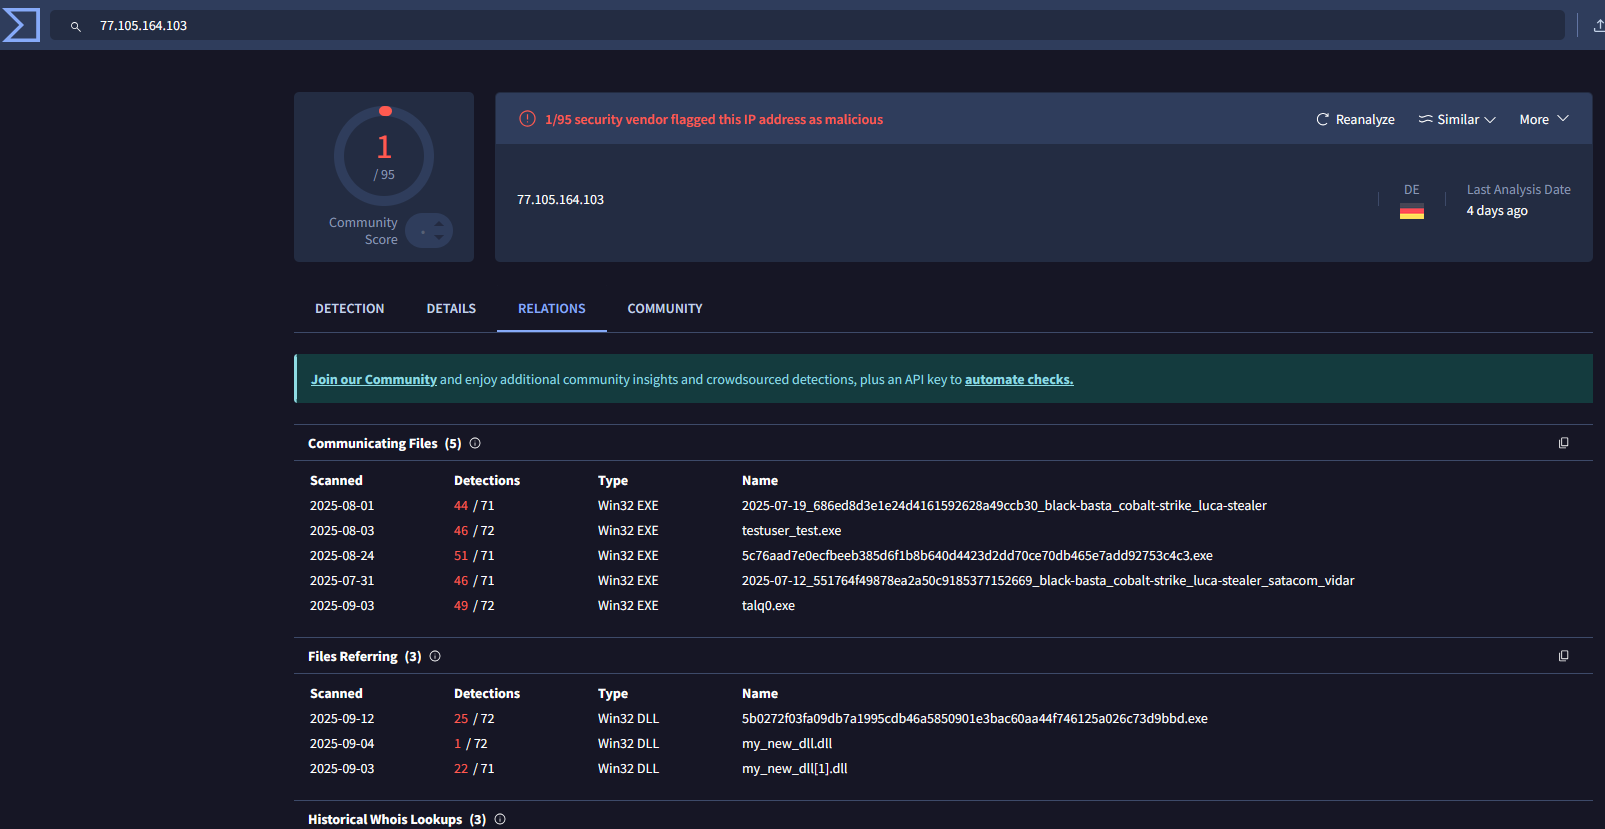 77.105.164.103
1
/ 95
Community
Score
1/95 security vendor flagged this IP address as malicious
Reanalyze
Similar
More
77.105.164.103
DE
Last Analysis Date
4 days ago
DETECTION
DETAILS
RELATIONS
COMMUNITY
Join our Community and enjoy additional community insights and crowdsourced detections, plus an API key to automate checks.
Communicating Files (5)
Scanned Detections Type Name
2025-08-01 44 / 71 Win32 EXE 2025-07-19_686ed8d3e1e24d4161592628a49ccb30_black-basta_cobalt-strike_luca-stealer
2025-08-03 46 / 72 Win32 EXE testuser_test.exe
2025-08-24 51 / 71 Win32 EXE 5c76aad7e0ecfbeeb385d6f1b8b640d4423d2dd70ce70db465e7add92753c4c3.exe
2025-07-31 46 / 71 Win32 EXE 2025-07-12_551764f49878ea2a50c9185377152669_black-basta_cobalt-strike_luca-stealer_satacom_vidar
2025-09-03 49 / 72 Win32 EXE talq0.exe
Files Referring (3)
Scanned Detections Type Name
2025-09-12 25 / 72 Win32 DLL 5b0272f03fa09db7a1995cdb46a5850901e3bac60aa44f746125a026c73d9bbd.exe
2025-09-04 1 / 72 Win32 DLL my_new_dll.dll
2025-09-03 22 / 71 Win32 DLL my_new_dll[1].dll
Historical Whois Lookups (3)